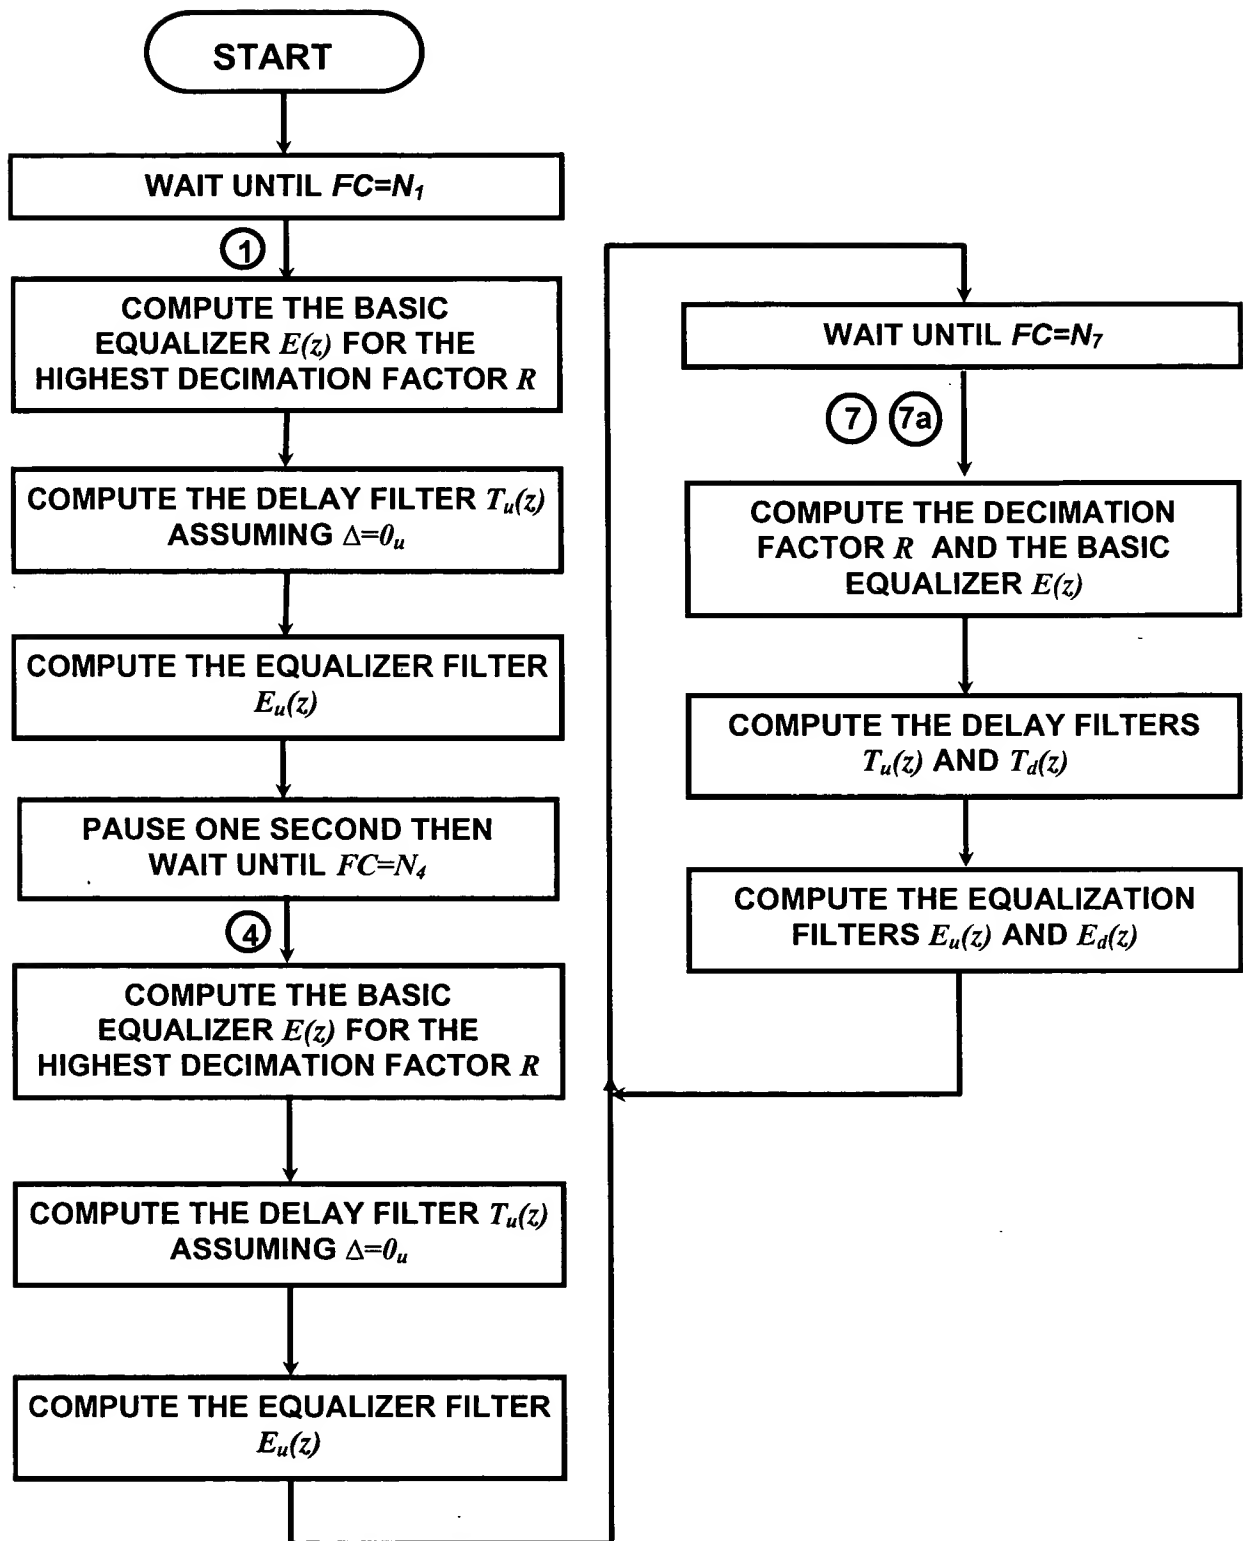 START
WAIT UNTIL FC=N₁
1
COMPUTE THE BASIC
EQUALIZER E(z) FOR THE
HIGHEST DECIMATION FACTOR R
COMPUTE THE DELAY FILTER Tᵤ(z)
ASSUMING Δ=0ᵤ
COMPUTE THE EQUALIZER FILTER
Eᵤ(z)
PAUSE ONE SECOND THEN
WAIT UNTIL FC=N₄
4
COMPUTE THE BASIC
EQUALIZER E(z) FOR THE
HIGHEST DECIMATION FACTOR R
COMPUTE THE DELAY FILTER Tᵤ(z)
ASSUMING Δ=0ᵤ
COMPUTE THE EQUALIZER FILTER
Eᵤ(z)
WAIT UNTIL FC=N₇
7 7a
COMPUTE THE DECIMATION
FACTOR R AND THE BASIC
EQUALIZER E(z)
COMPUTE THE DELAY FILTERS
Tᵤ(z) AND T_d(z)
COMPUTE THE EQUALIZATION
FILTERS Eᵤ(z) AND E_d(z)